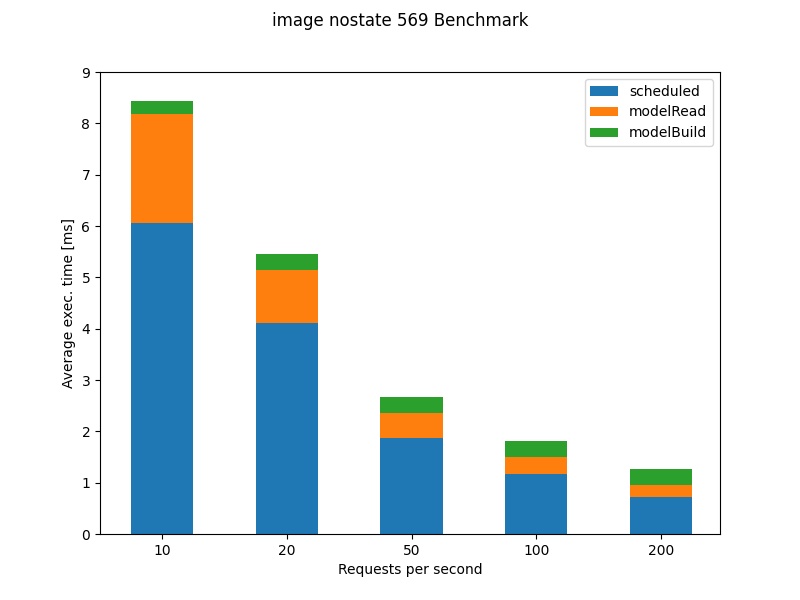 image nostate 569 Benchmark
9
8
7
6
5
4
3
2
1
0
Average exec. time [ms]
scheduled
modelRead
modelBuild
10 20 50 100 200
Requests per second